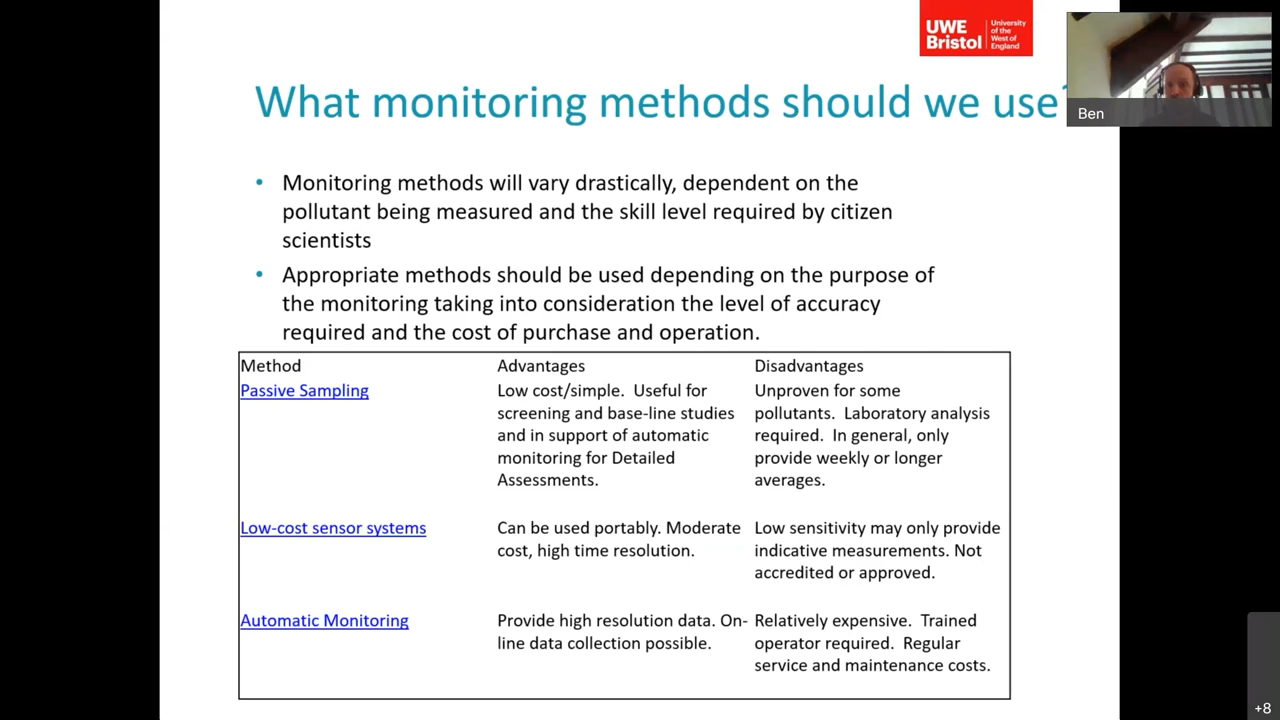 UWE
Bristol
University
of the
West of
England
What monitoring methods should we use?
Ben
• Monitoring methods will vary drastically, dependent on the
pollutant being measured and the skill level required by citizen
scientists
• Appropriate methods should be used depending on the purpose of
the monitoring taking into consideration the level of accuracy
required and the cost of purchase and operation.
Method Advantages Disadvantages
Passive Sampling Low cost/simple. Useful for Unproven for some
screening and base-line studies pollutants. Laboratory analysis
and in support of automatic required. In general, only
monitoring for Detailed provide weekly or longer
Assessments. averages.
Low-cost sensor systems Can be used portably. Moderate Low sensitivity may only provide
cost, high time resolution. indicative measurements. Not
accredited or approved.
Automatic Monitoring Provide high resolution data. On- Relatively expensive. Trained
line data collection possible. operator required. Regular
service and maintenance costs.
+8